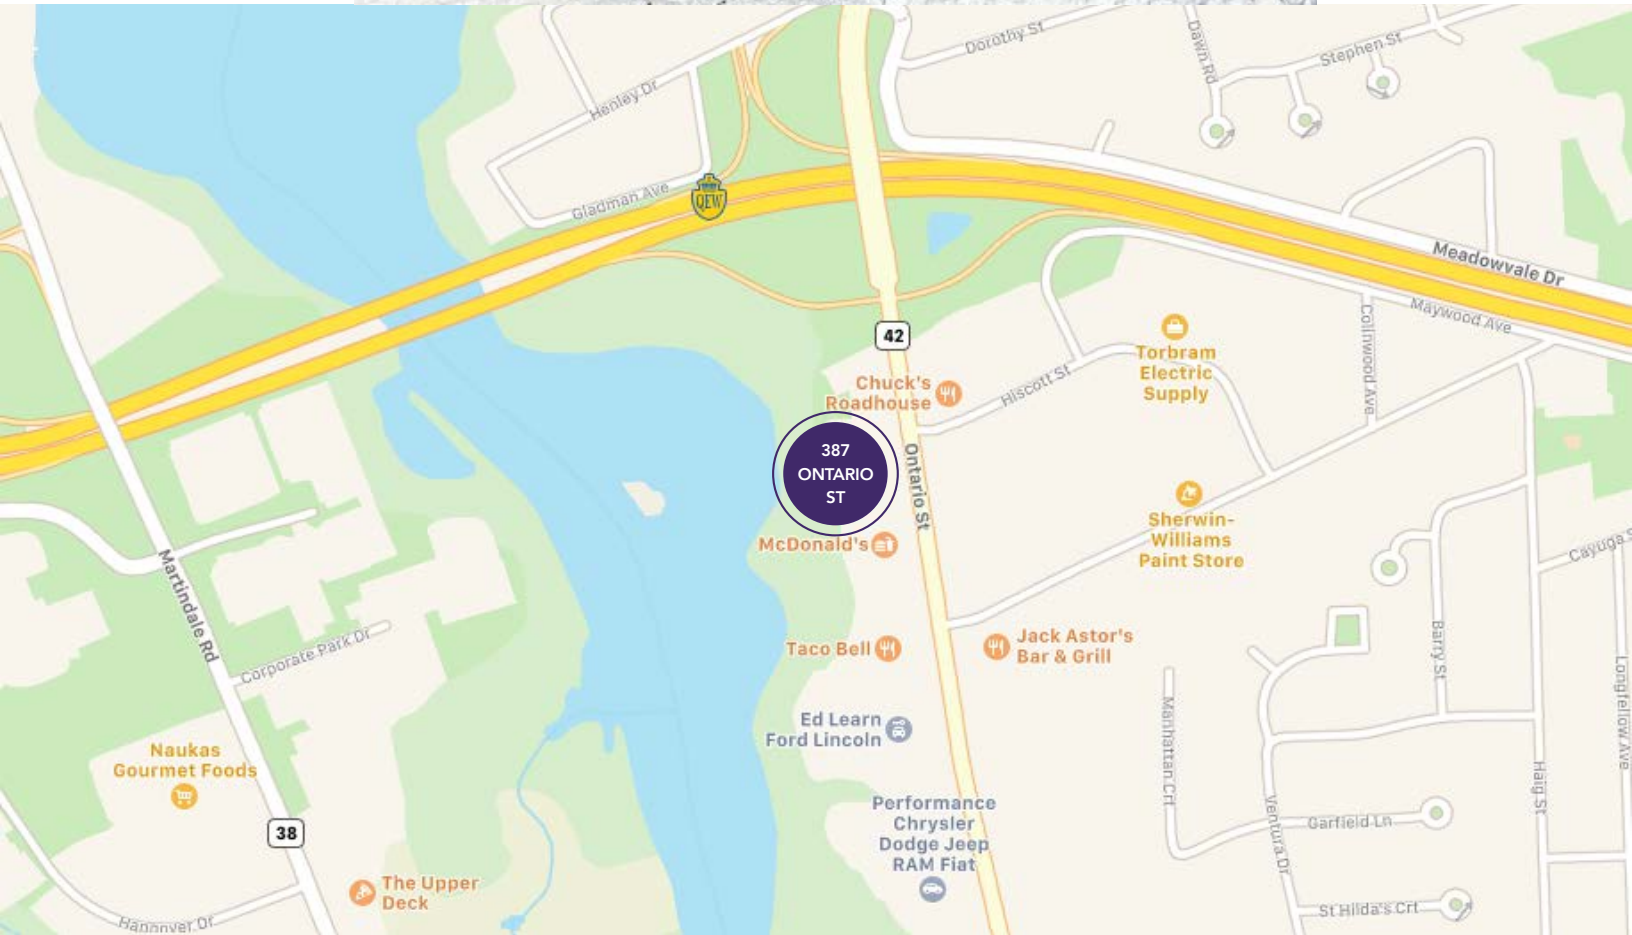 Dorothy St
Dawn Rd
Stephen St
Henley Dr
Gladman Ave
QEW
Meadowvale Dr
Maywood Ave
Collinwood Ave
42
Torbram
Electric
Supply
Hiscott St
Chuck's
Roadhouse
387
ONTARIO
ST
Ontario St
McDonald's
Sherwin-
Williams
Paint Store
Cayuga S
Martindale Rd
Corporate Park Dr
Taco Bell
Jack Astor's
Bar & Grill
Barry St
Longfellow Ave
Ed Learn
Ford Lincoln
Manhattan Crt
Naukas
Gourmet Foods
Haig St
Performance
Chrysler
Dodge Jeep
RAM Fiat
38
Garfield Ln
Ventura Dr
The Upper
Deck
Hannover Dr
St Hilda's Crt